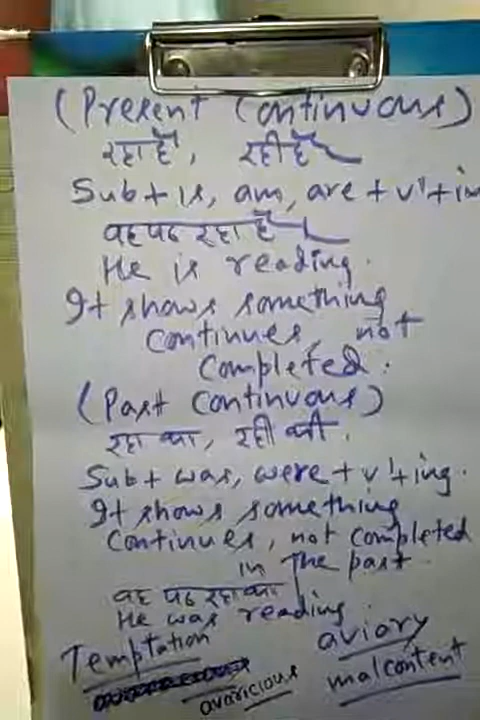 (Present Continuous)
रहा है, रही है
Sub + is, am, are + v¹ + in
वह पढ़ रहा है।
He is reading.
It shows something
continues, not
completed.
(Past Continuous)
रहा था, रही थी.
Sub + was, were + v¹ + ing.
It shows something
continues, not completed
in the past.
वह पढ़ रहा था।
He was reading.
Temptation
aviary
avaricious
malcontent